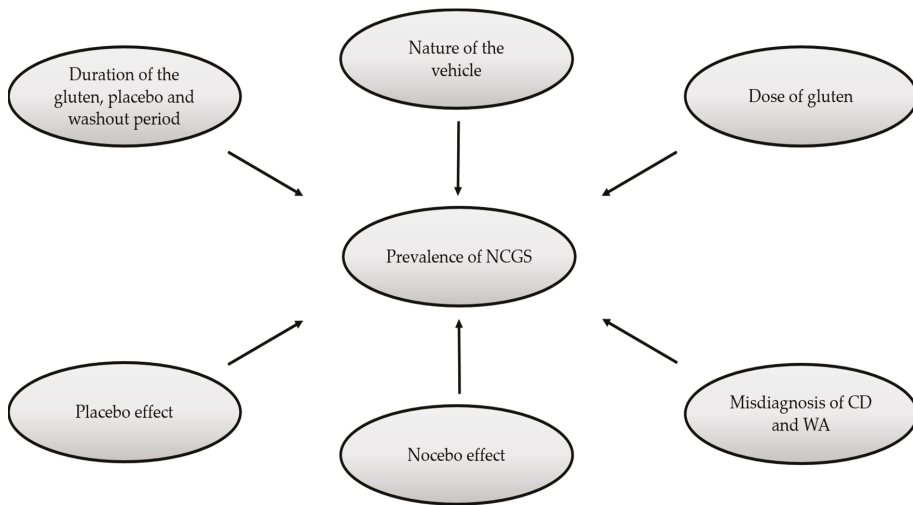 Duration of the
gluten, placebo and
washout period
Nature of the
vehicle
Dose of gluten
Prevalence of NCGS
Placebo effect
Nocebo effect
Misdiagnosis of CD
and WA